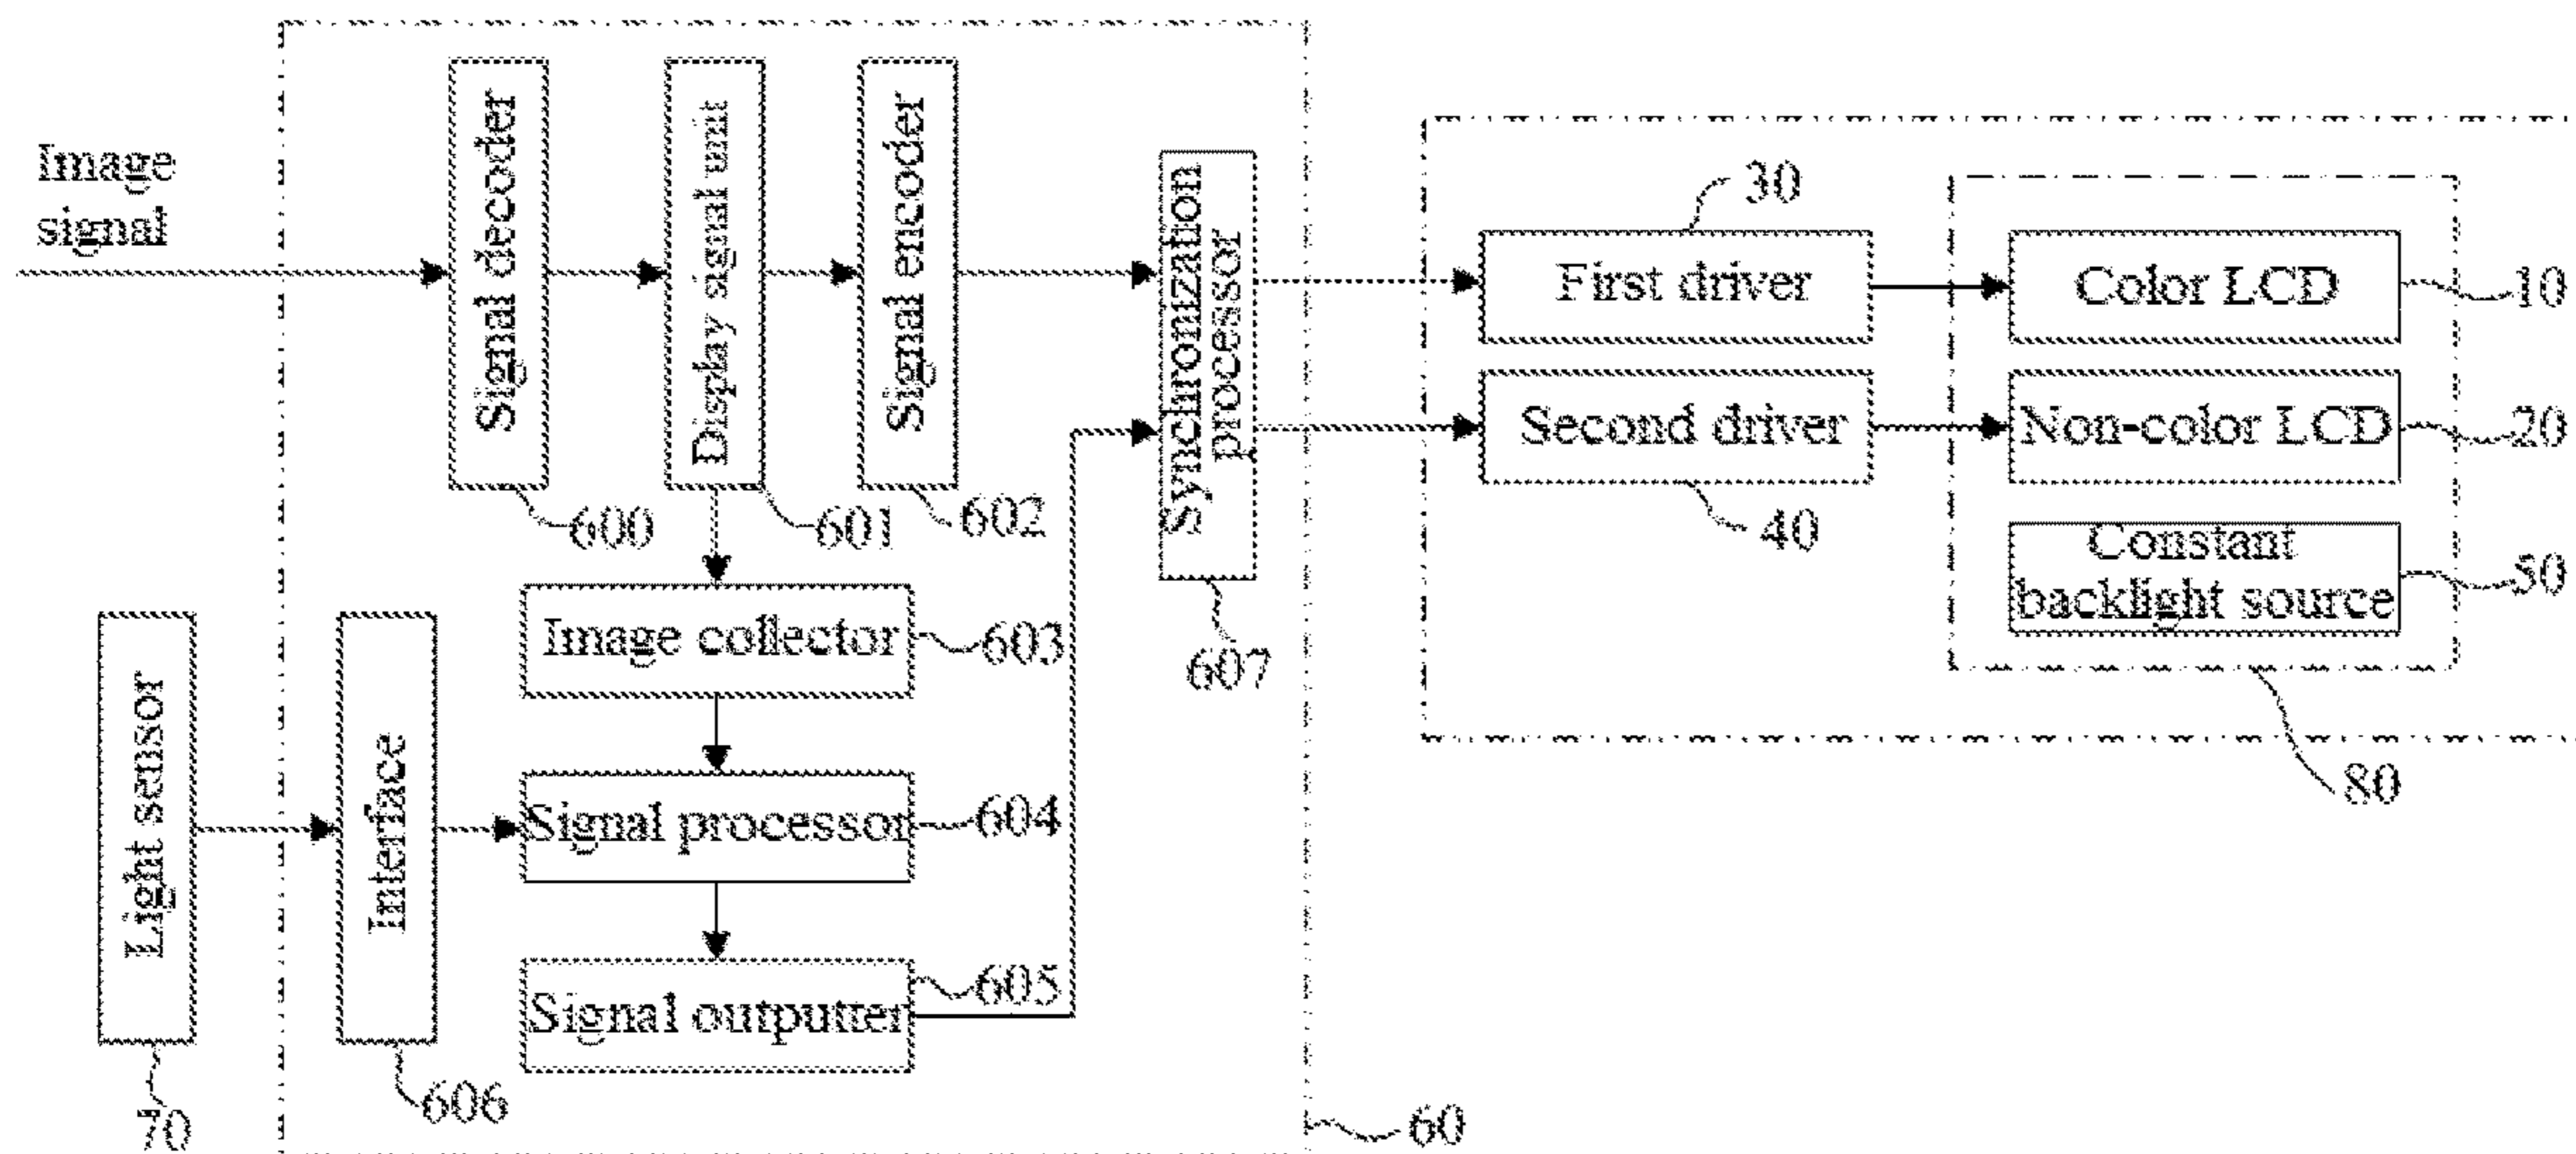 Image
signal
Signal decoder
600
Display signal unit
601
Signal encoder
602
Synchronization
processor
607
30
First driver
Color LCD
10
Second driver
40
Non-color LCD
20
Constant
backlight source
50
80
Image collector
603
Light sensor
70
Interface
606
Signal processor
604
Signal outputter
605
60